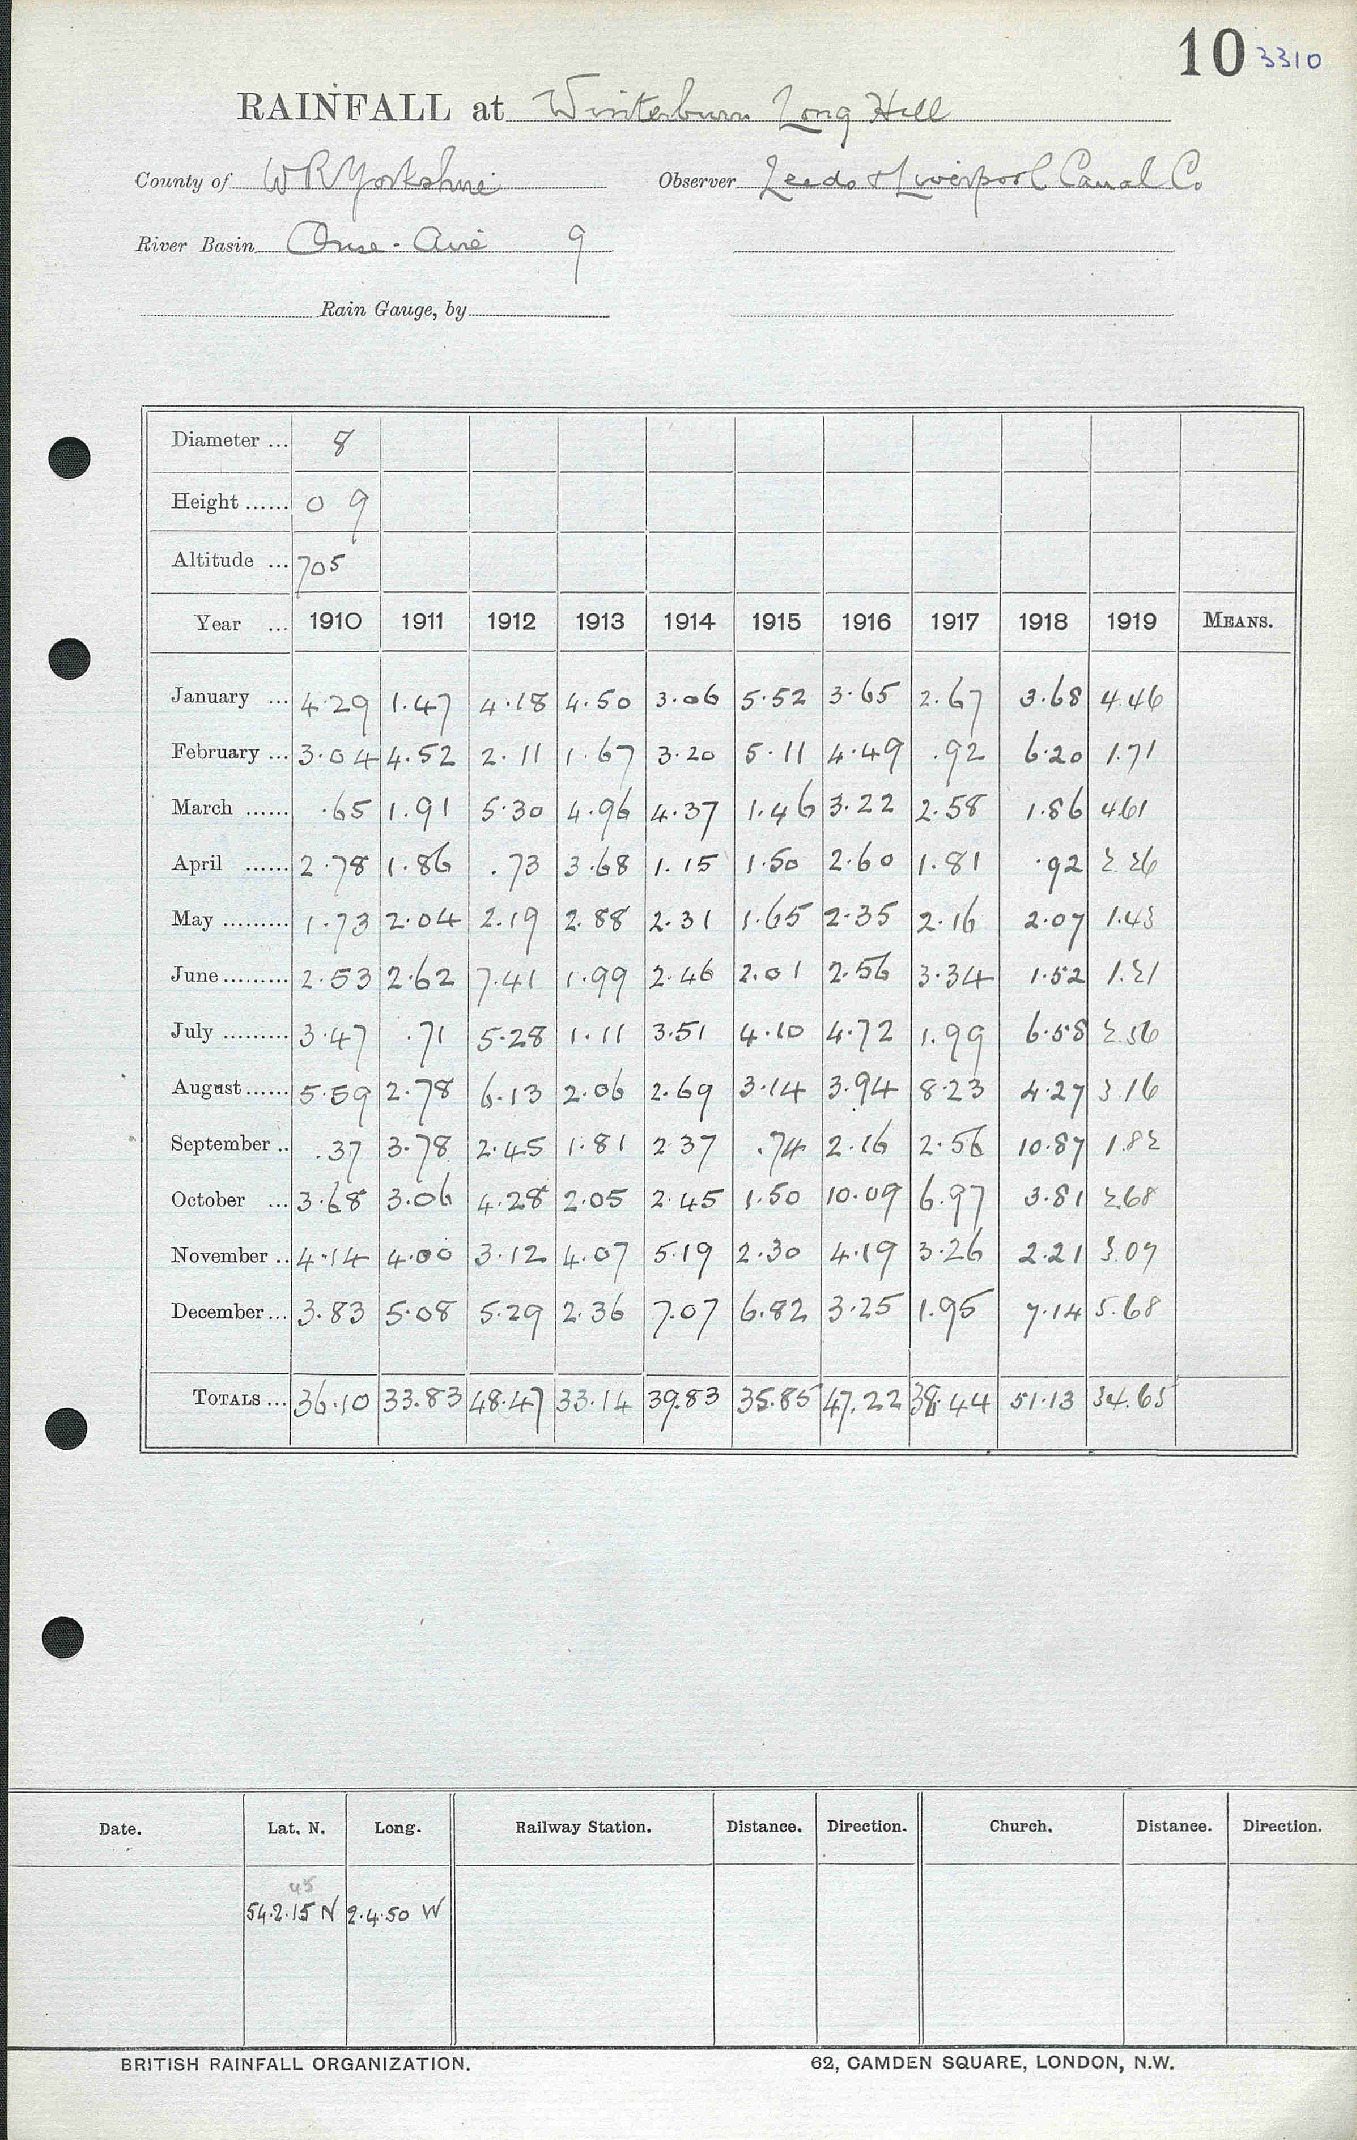 10 3310
RAINFALL at Winterburn Long Hill
County of W R Yorkshire Observer Leeds & Liverpool Canal Co
River Basin Ouse - Aire 9
Rain Gauge, by
Diameter ... 8
Height ...... 0 9
Altitude ... 705
Year ... 1910 1911 1912 1913 1914 1915 1916 1917 1918 1919 MEANS.
January ... 4.29 1.47 4.18 4.50 3.06 5.52 3.65 2.67 3.68 4.46
February ... 3.04 4.52 2.11 1.67 3.20 5.11 4.49 .92 6.20 1.71
March ...... .65 1.91 5.30 4.96 4.37 1.46 3.22 2.58 1.86 4.61
April ...... 2.78 1.86 .73 3.68 1.15 1.50 2.60 1.81 .92 2.26
May ......... 1.73 2.04 2.19 2.88 2.31 1.65 2.35 2.16 2.07 1.43
June ......... 2.53 2.62 7.41 1.99 2.46 2.01 2.56 3.34 1.52 1.21
July ......... 3.47 .71 5.28 1.11 3.51 4.10 4.72 1.99 6.58 2.56
August ...... 5.59 2.78 6.13 2.06 2.69 3.14 3.94 8.23 4.27 3.16
September .. .37 3.78 2.45 1.81 2.37 .74 2.16 2.56 10.87 1.82
October ... 3.68 3.06 4.28 2.05 2.45 1.50 10.09 6.97 3.81 2.68
November .. 4.14 4.00 3.12 4.07 5.19 2.30 4.19 3.26 2.21 3.07
December ... 3.83 5.08 5.29 2.36 7.07 6.82 3.25 1.95 7.14 5.68
TOTALS ... 36.10 33.83 48.47 33.14 39.83 35.85 47.22 38.44 51.13 34.65
Date. Lat. N. Long. Railway Station. Distance. Direction. Church. Distance. Direction.
45
54.2.15 N 2.4.50 W
BRITISH RAINFALL ORGANIZATION. 62, CAMDEN SQUARE, LONDON, N.W.